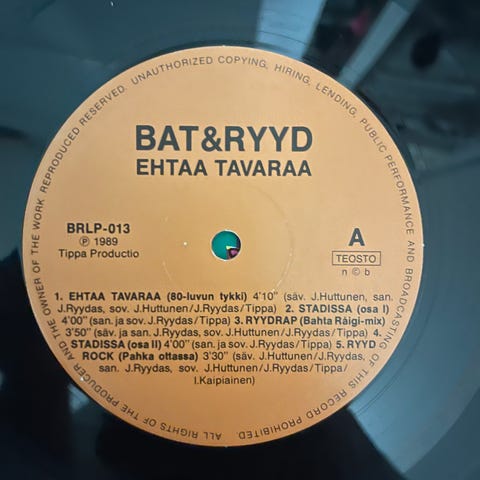 UNAUTHORIZED COPYING, HIRING, LENDING, PUBLIC PERFORMANCE AND BROADCASTING OF THIS RECORD PROHIBITED. ALL RIGHTS OF THE PRODUCER AND THE OWNER OF THE WORK REPRODUCED RESERVED.
BAT&RYYD
EHTAA TAVARAA
BRLP-013
℗ 1989
Tippa Productio
A
TEOSTO
n©b
1. EHTAA TAVARAA (80-luvun tykki) 4'10" (säv. J.Huttunen, san.
J.Ryydas, sov. J.Huttunen/J.Ryydas/Tippa) 2. STADISSA (osa I)
4'00" (san. ja sov. J.Ryydas/Tippa) 3. RYYDRAP (Bahta Räigi-mix)
3'50" (säv. ja san. J.Ryydas, sov. J.Huttunen/J.Ryydas/Tippa) 4.
STADISSA (osa II) 4'00" (san. ja sov. J.Ryydas/Tippa) 5. RYYD
ROCK (Pahka ottassa) 3'30" (säv. J.Huttunen/J.Ryydas,
san. J.Ryydas, sov. J.Huttunen/J.Ryydas/Tippa/
I.Kaipiainen)